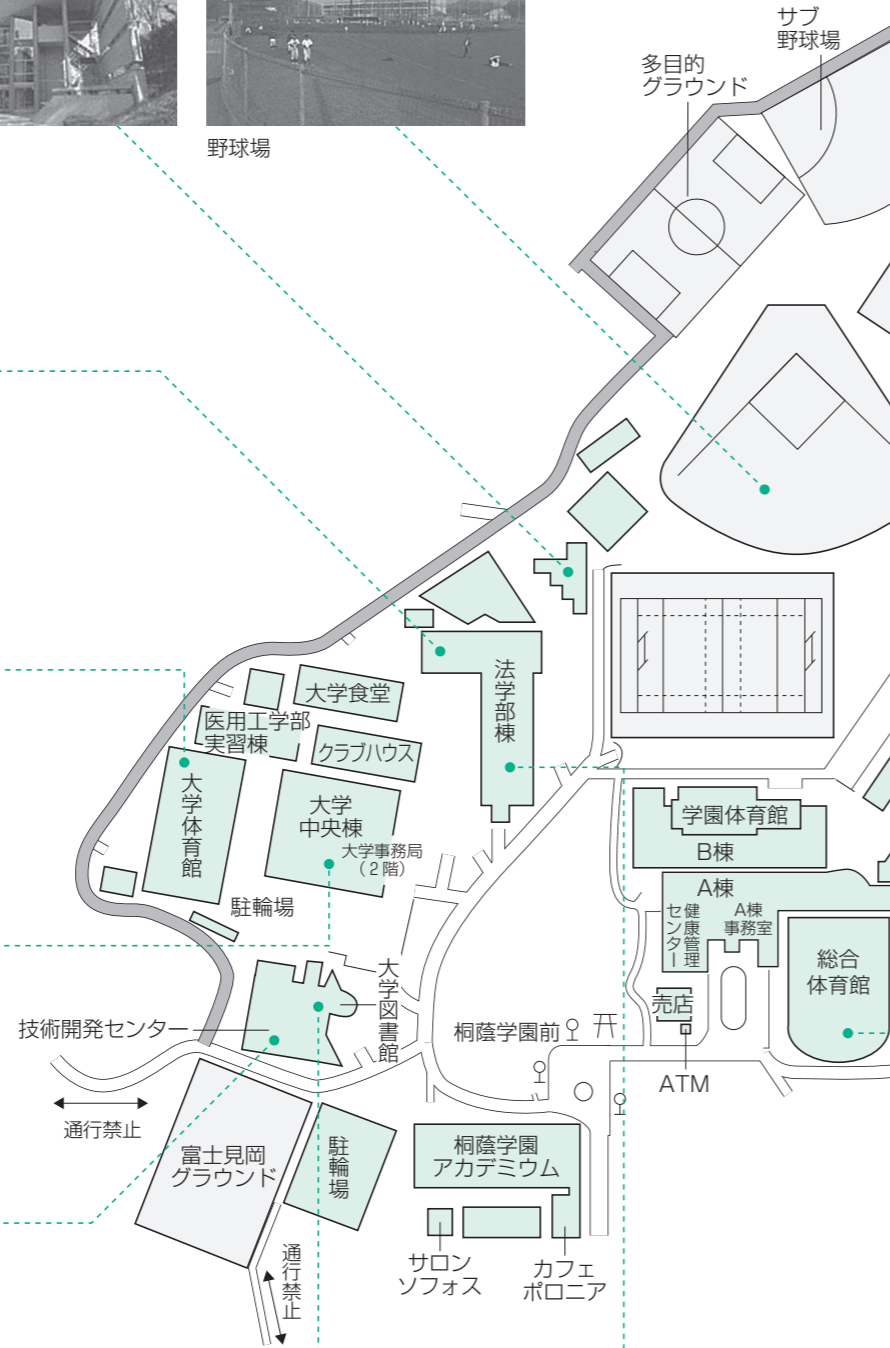 サブ
野球場
多目的
グラウンド
野球場
法学部棟
大学食堂
医用工学部
実習棟
クラブハウス
大学体育館
大学
中央棟
大学事務局
（2階）
学園体育館
B棟
A棟
健康管理
センター
A棟
事務室
総合
体育館
駐輪場
大学図書館
技術開発センター
桐蔭学園前
売店
ATM
通行禁止
富士見岡
グラウンド
駐輪場
桐蔭学園
アカデミウム
通行禁止
サロン
ソフォス
カフェ
ポロニア